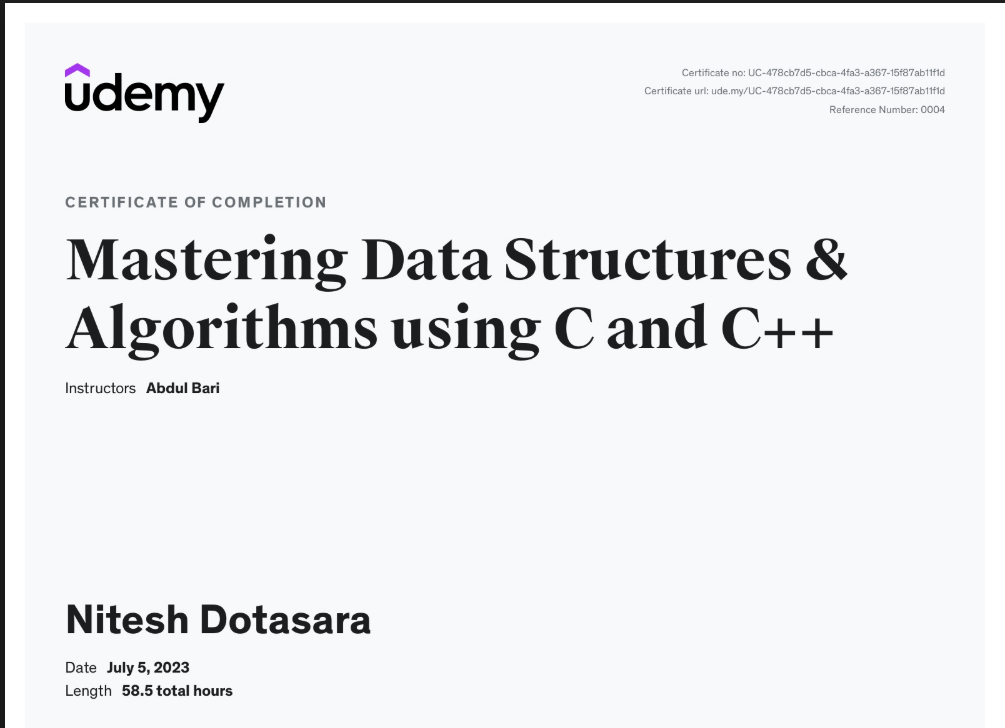 udemy
Certificate no: UC-478cb7d5-cbca-4fa3-a367-15f87ab11f1d
Certificate url: ude.my/UC-478cb7d5-cbca-4fa3-a367-15f87ab11f1d
Reference Number: 0004
CERTIFICATE OF COMPLETION
Mastering Data Structures &
Algorithms using C and C++
Instructors Abdul Bari
Nitesh Dotasara
Date July 5, 2023
Length 58.5 total hours